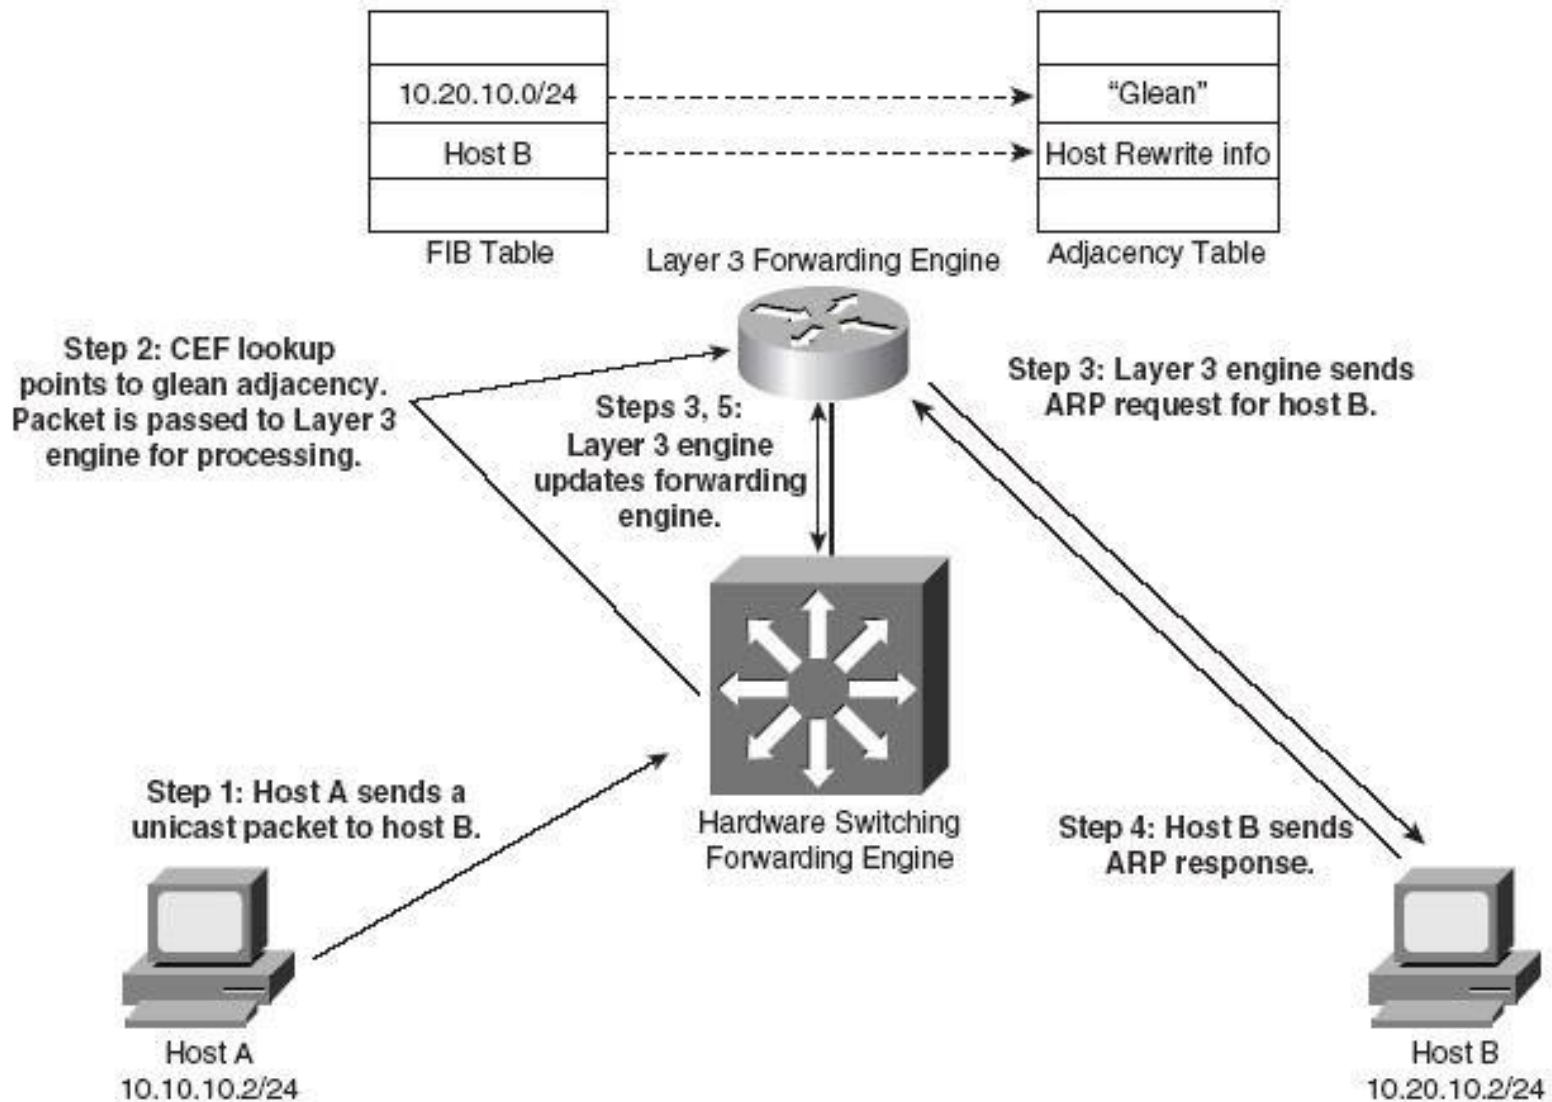 10.20.10.0/24
Host B
FIB Table
“Glean”
Host Rewrite info
Adjacency Table
Layer 3 Forwarding Engine
Step 2: CEF lookup
points to glean adjacency.
Packet is passed to Layer 3
engine for processing.
Steps 3, 5:
Layer 3 engine
updates forwarding
engine.
Step 3: Layer 3 engine sends
ARP request for host B.
Step 1: Host A sends a
unicast packet to host B.
Hardware Switching
Forwarding Engine
Step 4: Host B sends
ARP response.
Host A
10.10.10.2/24
Host B
10.20.10.2/24